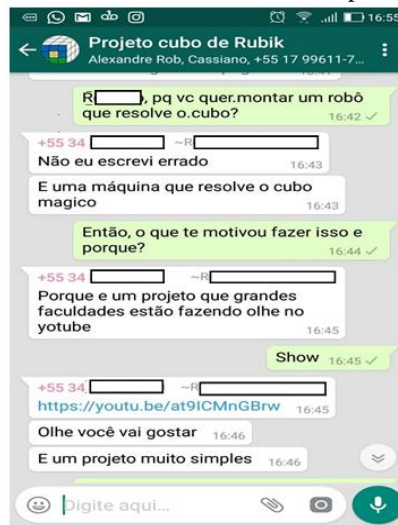 16:55
Projeto cubo de Rubik
Alexandre Rob, Cassiano, +55 17 99611-7...
R , pq vc quer.montar um robô
que resolve o.cubo?
16:42
+55 34 ~R
Não eu escrevi errado
16:43
E uma máquina que resolve o cubo
magico
16:43
Então, o que te motivou fazer isso e
porque?
16:44
+55 34 ~R
Porque e um projeto que grandes
faculdades estão fazendo olhe no
yotube
16:45
Show 16:45
+55 34 ~R
https://youtu.be/at9ICMnGBrw 16:45
Olhe você vai gostar 16:46
E um projeto muito simples 16:46
Digite aqui...